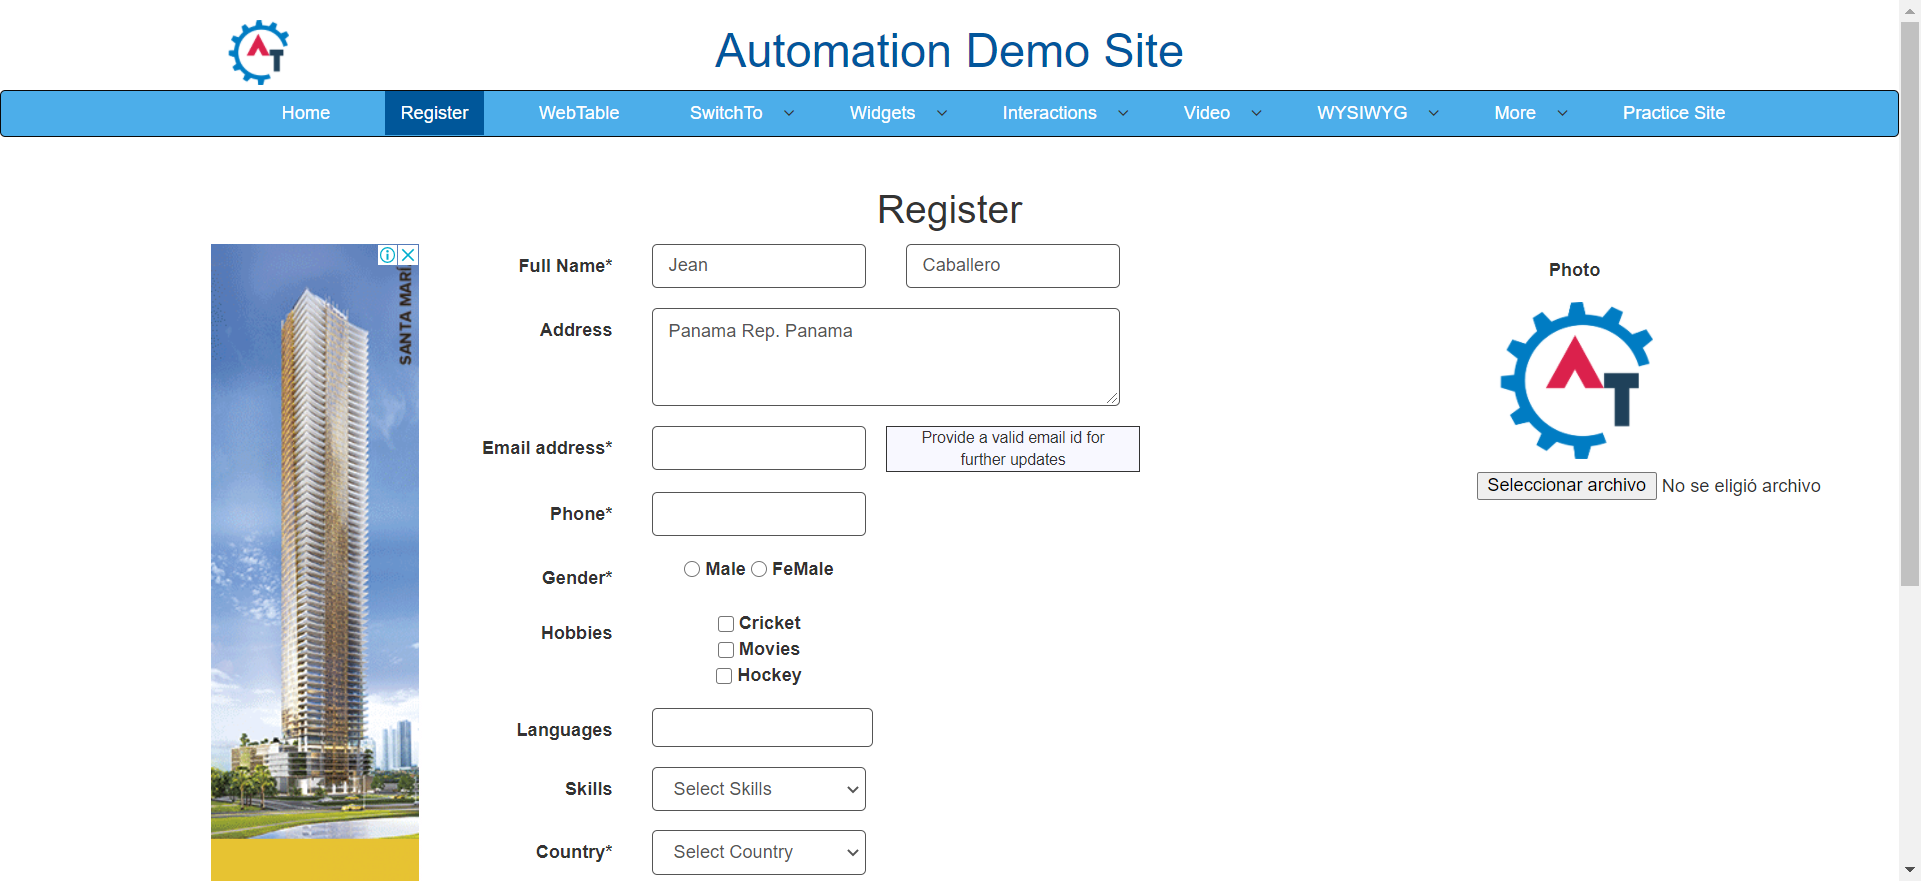 AT
Automation Demo Site
Home Register WebTable SwitchTo Widgets Interactions Video WYSIWYG More Practice Site
Register
SANTA MARÍ
Full Name* Jean Caballero
Photo
Address Panama Rep. Panama
AT
Email address* Provide a valid email id for
further updates
Seleccionar archivo No se eligió archivo
Phone*
Gender* Male FeMale
Hobbies Cricket
Movies
Hockey
Languages
Skills Select Skills
Country* Select Country